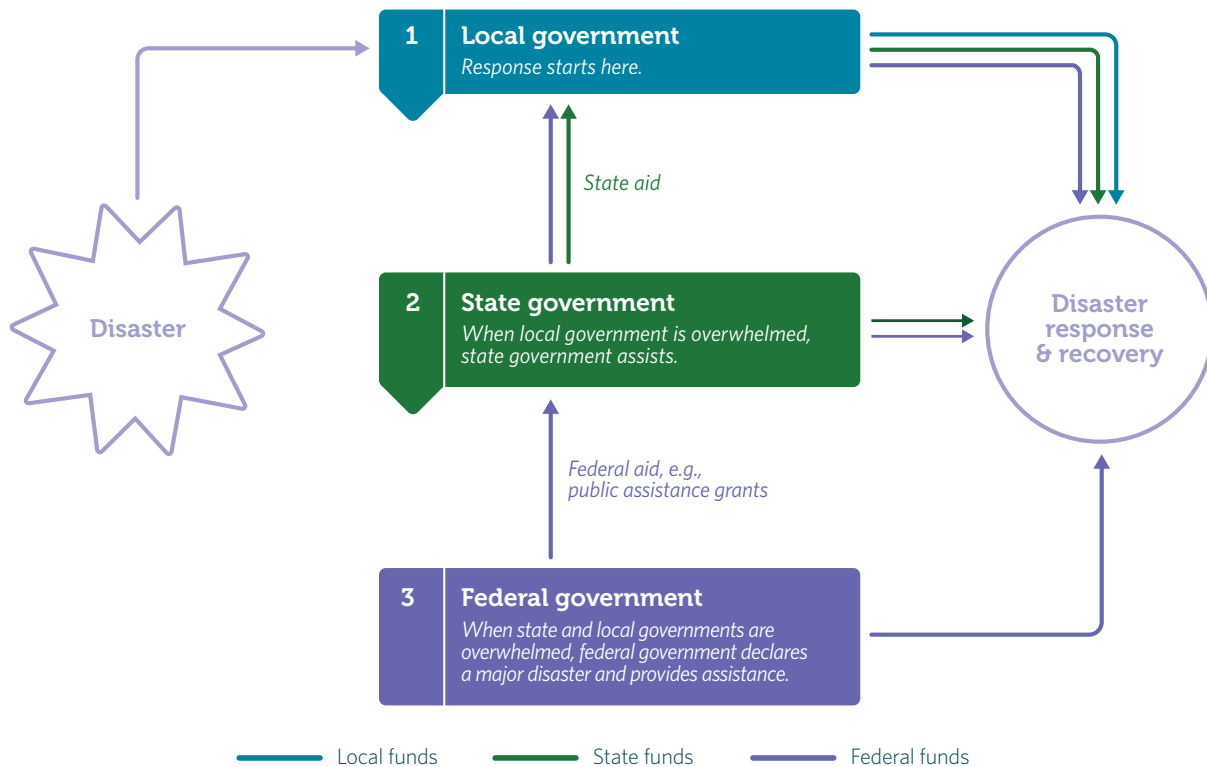 1
Local government
Response starts here.
State aid
Disaster
2
State government
When local government is overwhelmed,
state government assists.
Disaster
response
& recovery
Federal aid, e.g.,
public assistance grants
3
Federal government
When state and local governments are
overwhelmed, federal government declares
a major disaster and provides assistance.
Local funds
State funds
Federal funds